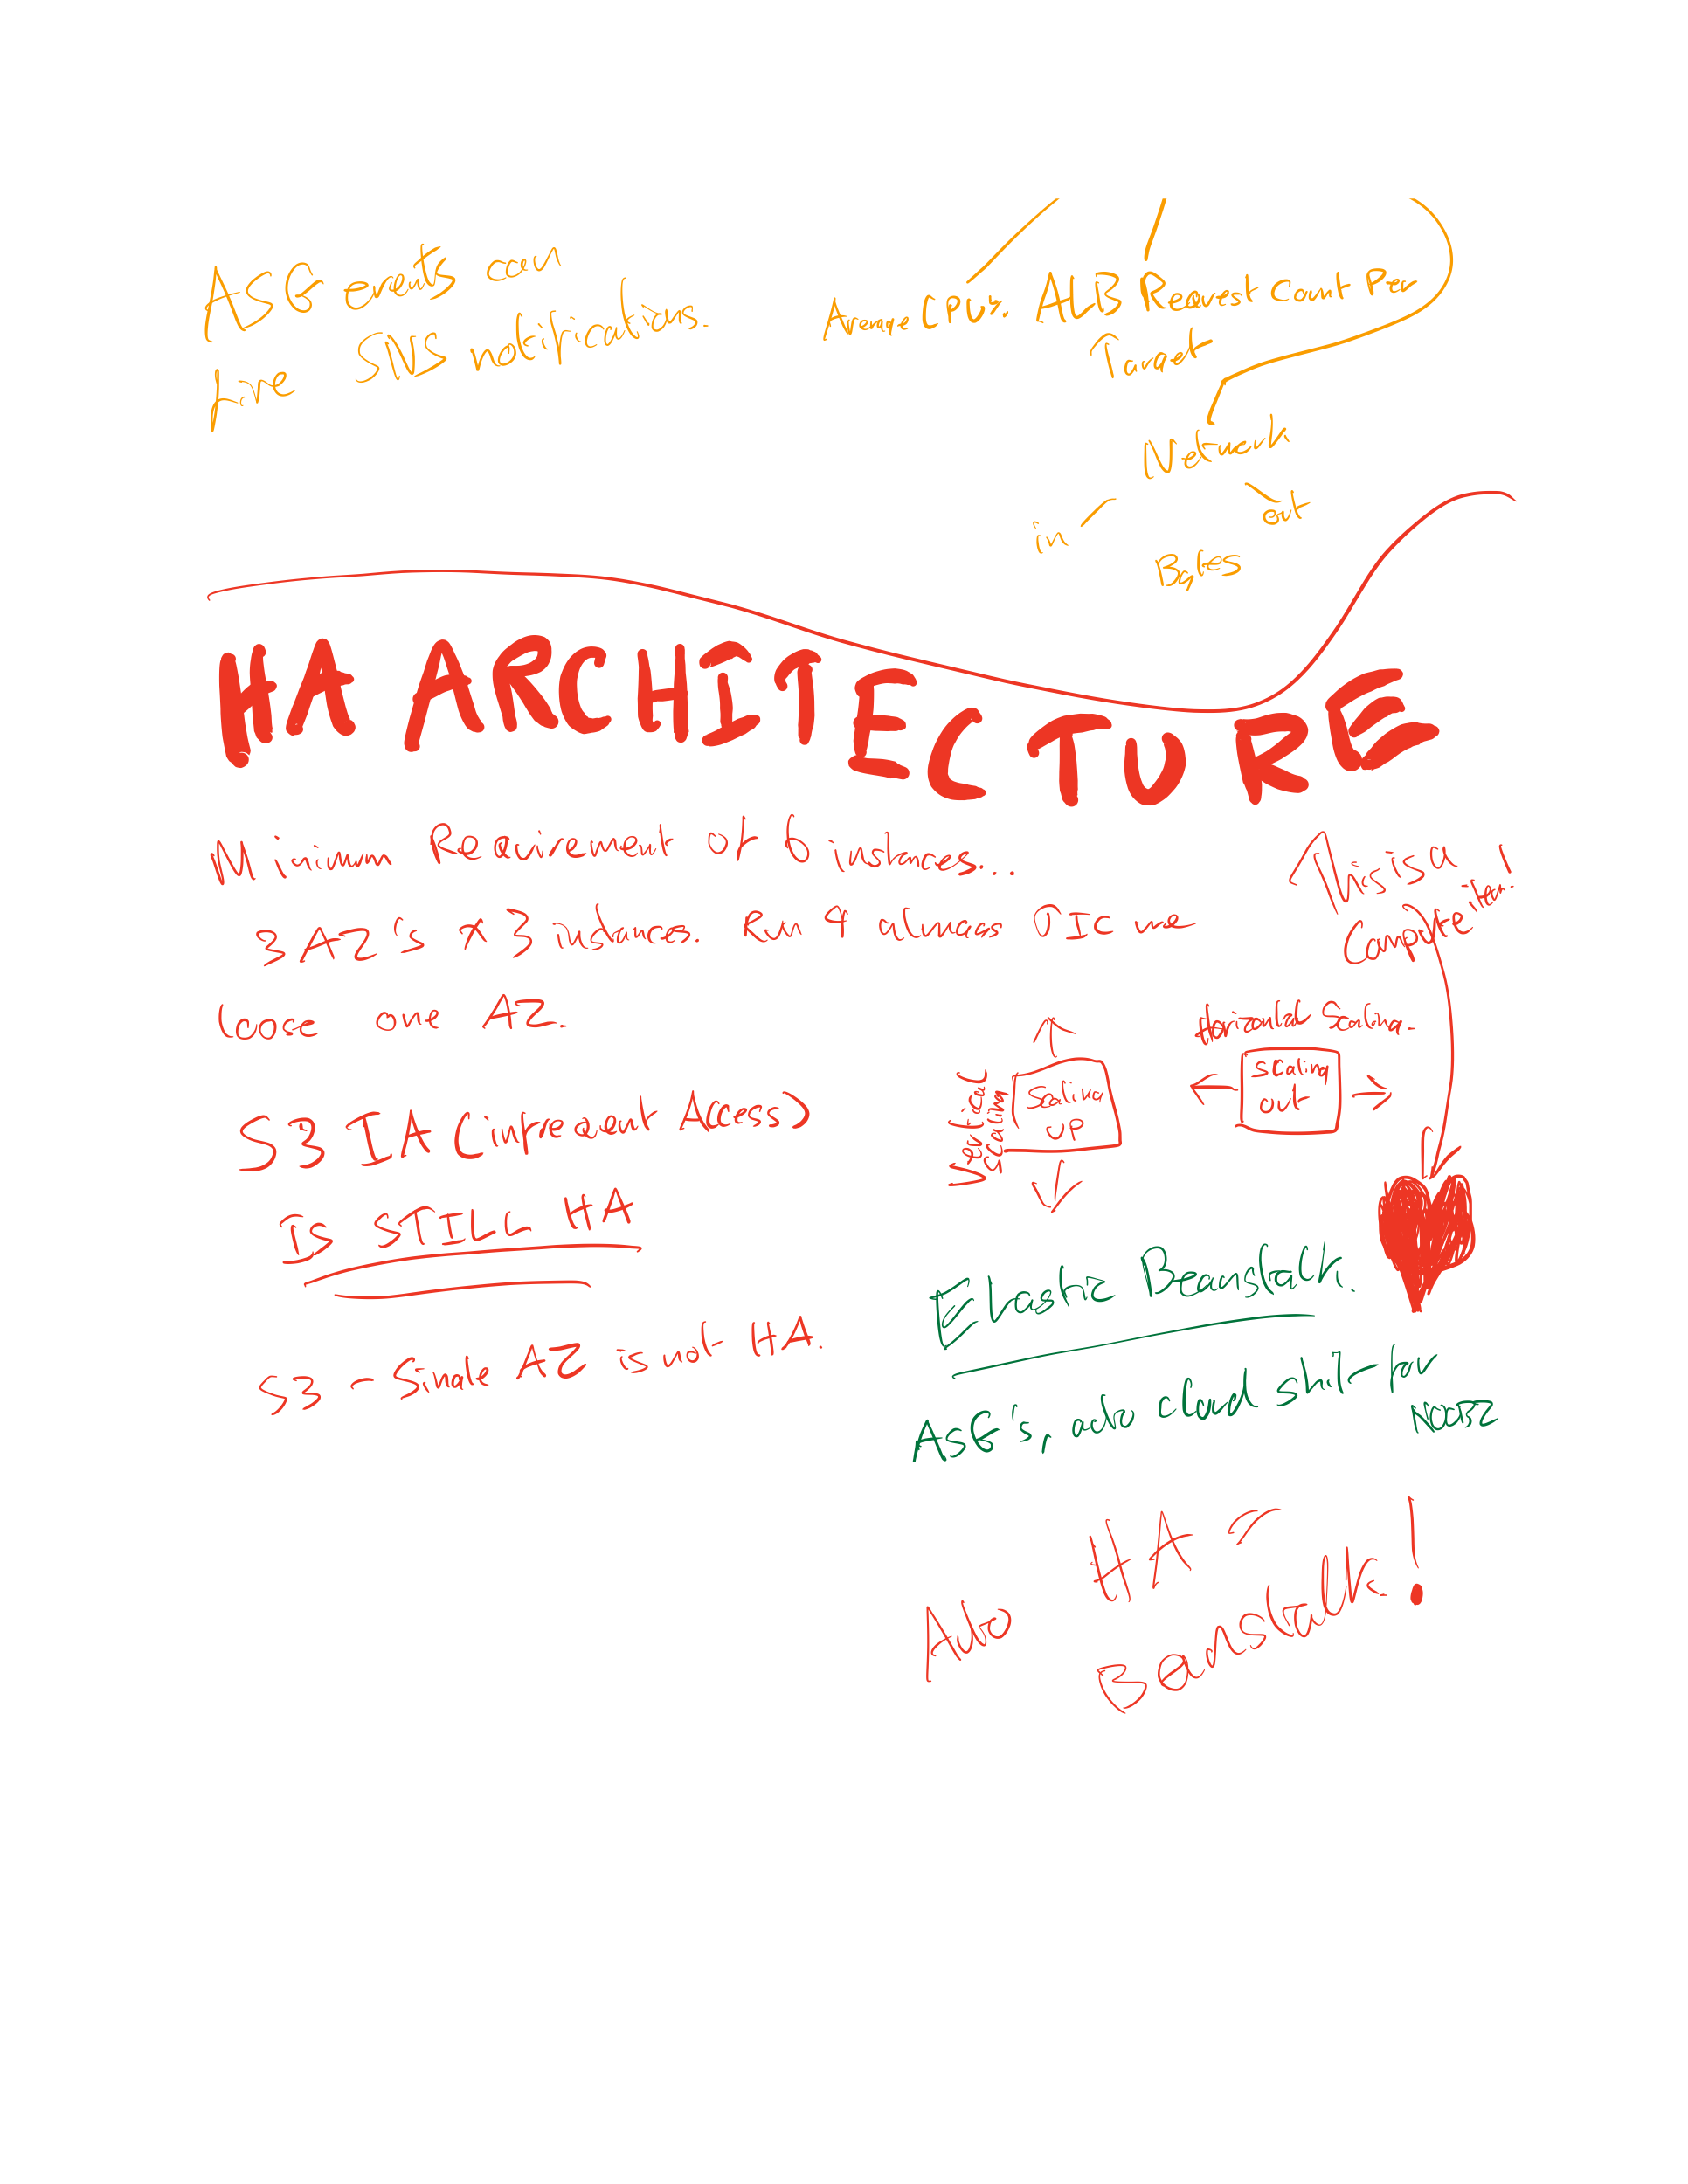 ASG events can
fire SNS notifications.
Average CPU%
ALB Request Count Per
Target
Network
in
out
Bytes
HA ARCHITECTURE
Minimum Requirement of 6 instances...
3 AZ's x 3 instances. Run 9 always JIC we
loose one AZ.
This is a
Compute item!
Horizontal Scaling.
scaling
out
Vertical
scaling
Scaling
UP
S3 IA (infrequent Access)
is STILL HA
S3 - Single AZ is not HA.
Elastic Beanstalk.
ASG's, auto cloud shit for
NOOBZ
Also HA =
Beanstalk!